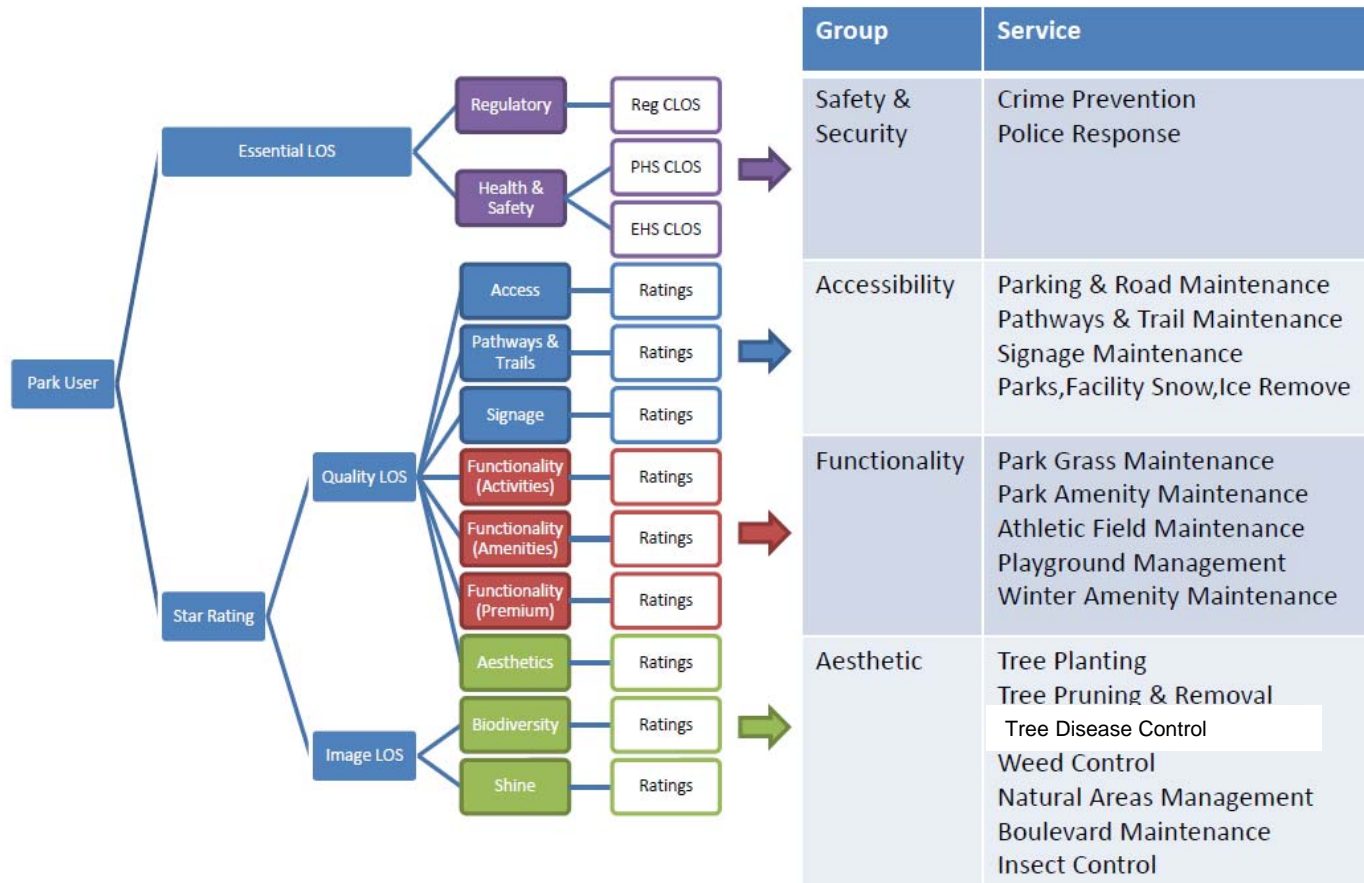 Park User
Essential LOS
Star Rating
Quality LOS
Image LOS
Regulatory
Health &
Safety
Access
Pathways &
Trails
Signage
Functionality
(Activities)
Functionality
(Amenities)
Functionality
(Premium)
Aesthetics
Biodiversity
Shine
Reg CLOS
PHS CLOS
EHS CLOS
Ratings
Ratings
Ratings
Ratings
Ratings
Ratings
Ratings
Ratings
Ratings
Group Service
Safety & Crime Prevention
Security Police Response
Accessibility Parking & Road Maintenance
Pathways & Trail Maintenance
Signage Maintenance
Parks,Facility Snow,Ice Remove
Functionality Park Grass Maintenance
Park Amenity Maintenance
Athletic Field Maintenance
Playground Management
Winter Amenity Maintenance
Aesthetic Tree Planting
Tree Pruning & Removal
Tree Disease Control
Weed Control
Natural Areas Management
Boulevard Maintenance
Insect Control